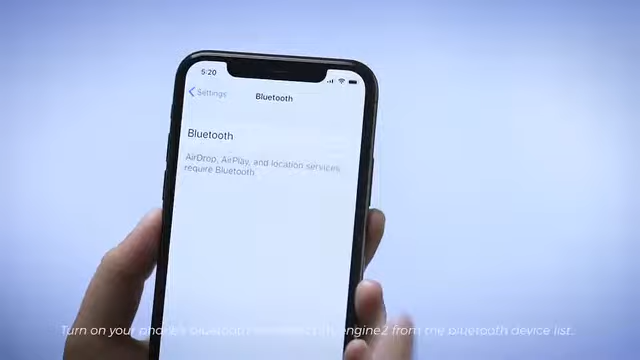 5:20
Settings
Bluetooth
Bluetooth
AirDrop, AirPlay, and location services
require Bluetooth.
Turn on your phone's bluetooth engine2 from the bluetooth device list.